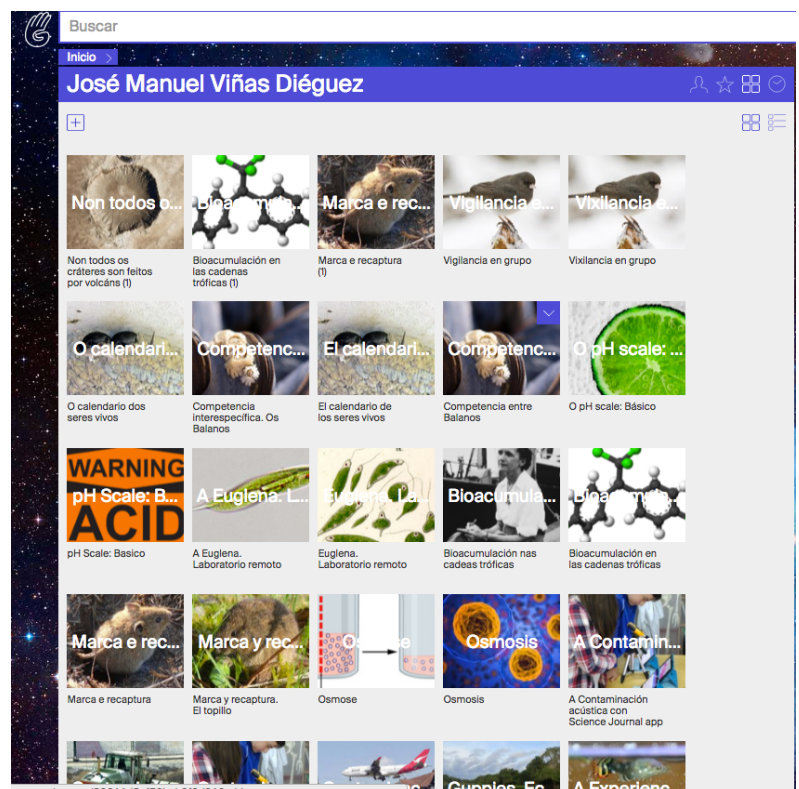 Buscar
Inicio
José Manuel Viñas Diéguez
Non todos o...
Marca e rec...
Vigilancia e...
Vixilancia e...
Non todos os
cráteres son feitos
por volcáns (1)
Bioacumulación en
las cadenas
tróficas (1)
Marca e recaptura
(1)
Vigilancia en grupo
Vixilancia en grupo
O calendari...
Competenc...
El calendari...
Competenc...
O pH scale: ...
O calendario dos
seres vivos
Competencia
interespecífica. Os
Balanos
El calendario de
los seres vivos
Competencia entre
Balanos
O pH scale: Básico
WARNING
pH Scale: B...
ACID
A Euglena. L...
Euglena. La...
Bioacumula...
Bioacumula...
pH Scale: Basico
A Euglena.
Laboratorio remoto
Euglena.
Laboratorio remoto
Bioacumulación nas
cadeas tróficas
Bioacumulación en
las cadenas tróficas
Marca e rec...
Marca y rec...
Osmose
Osmosis
A Contamin...
Marca e recaptura
Marca y recaptura.
El topillo
Osmose
Osmosis
A Contaminación
acústica con
Science Journal app
Guppies. Ec...
A Experienc...